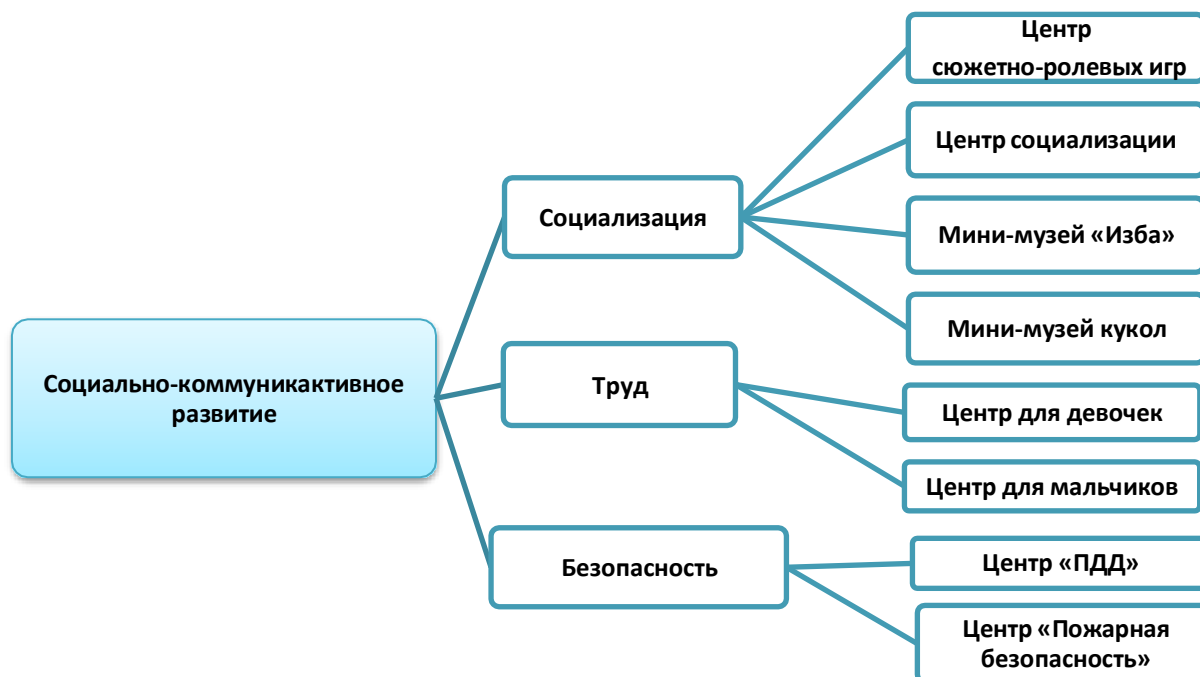 Центр
сюжетно-ролевых игр
Центр социализации
Социализация
Мини-музей «Изба»
Мини-музей кукол
Социально-коммуникактивное
развитие
Труд
Центр для девочек
Центр для мальчиков
Безопасность
Центр «ПДД»
Центр «Пожарная
безопасность»